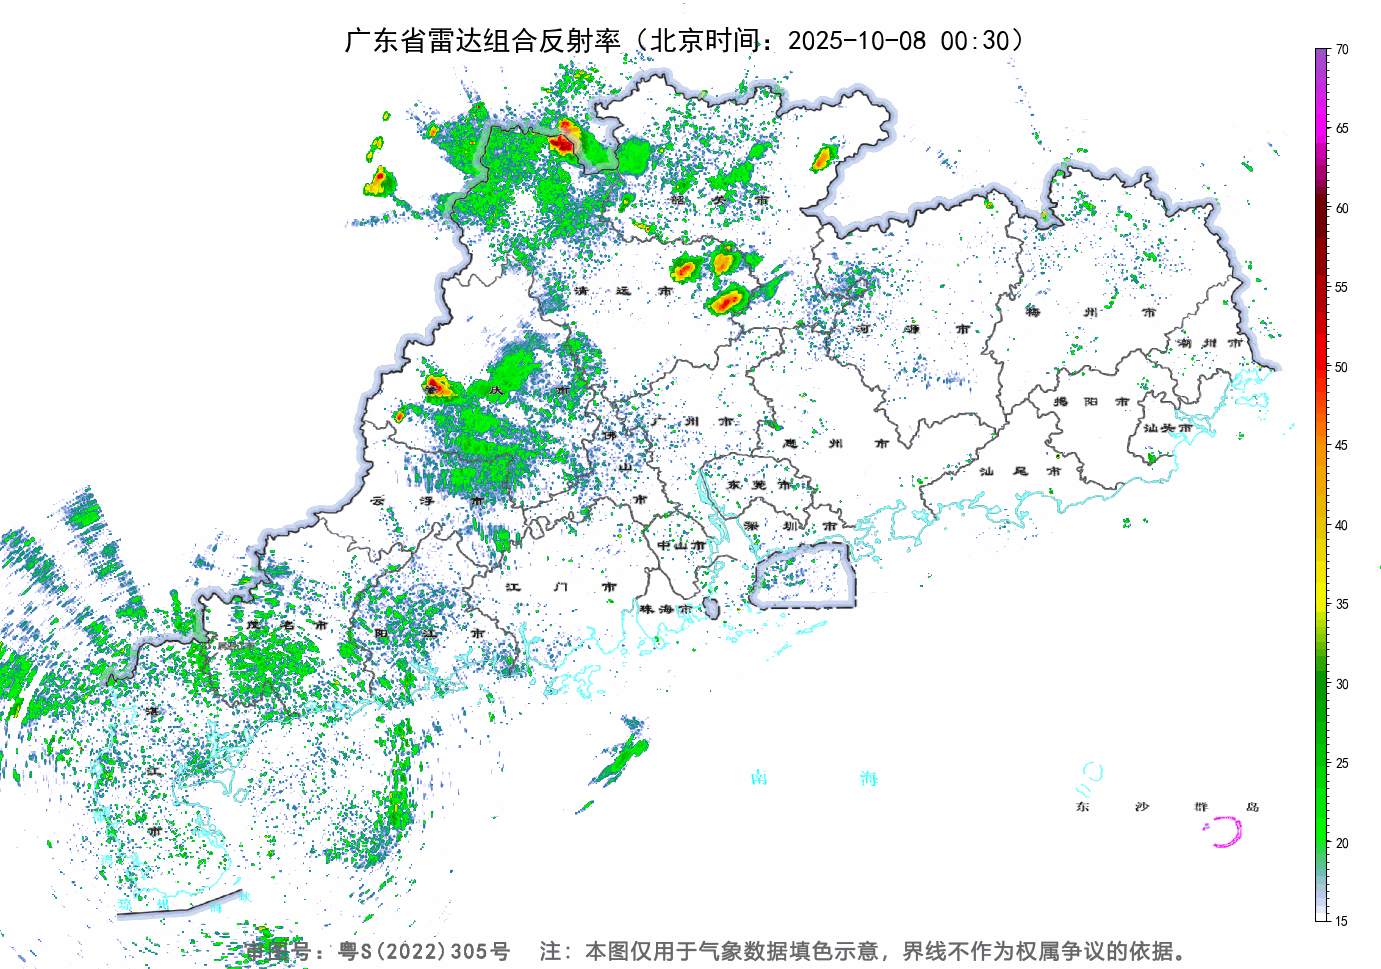 广东省雷达组合反射率（北京时间：2025-10-08 00:30）
70
65
60
55
50
45
40
35
30
25
20
15
韶关市
清远市
河源市
梅州市
潮州市
肇庆市
广州市
佛山市
惠州市
揭阳市
汕头市
汕尾市
东莞市
深圳市
云浮市
中山市
江门市
珠海市
茂名市
阳江市
湛江市
南海
东沙群岛
琼州海峡
审图号：粤S(2022)305号 注：本图仅用于气象数据填色示意，界线不作为权属争议的依据。